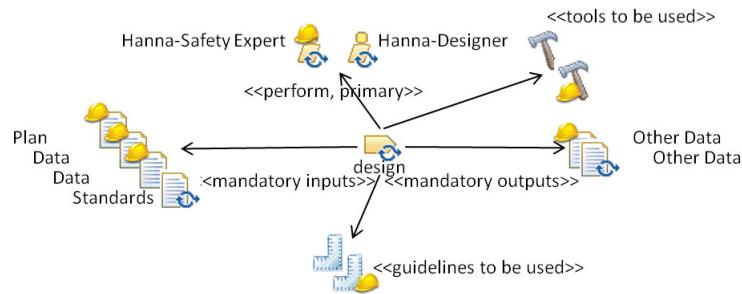 <<tools to be used>>
Hanna-Safety Expert
Hanna-Designer
<<perform, primary>>
Plan
Data
Data
Standards
design
Other Data
Other Data
<mandatory inputs>>
<<mandatory outputs>>
<<guidelines to be used>>